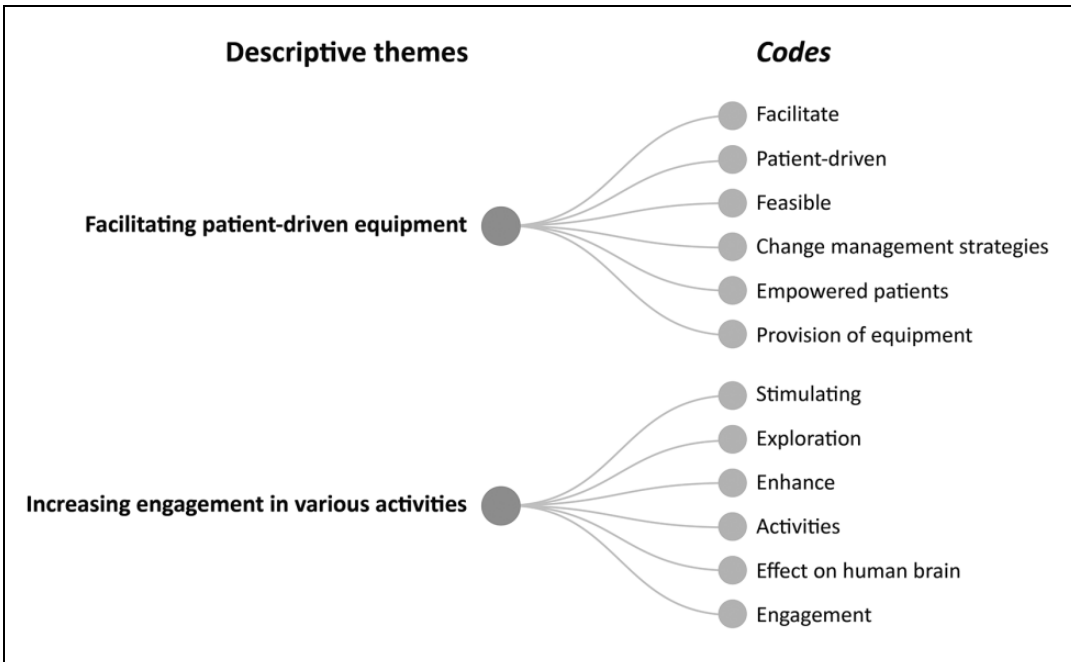 Descriptive themes
Codes
Facilitating patient-driven equipment
Facilitate
Patient-driven
Feasible
Change management strategies
Empowered patients
Provision of equipment
Increasing engagement in various activities
Stimulating
Exploration
Enhance
Activities
Effect on human brain
Engagement